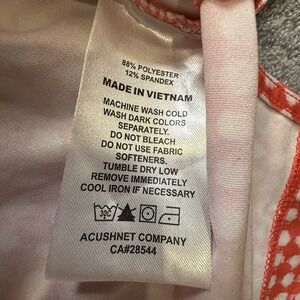 88% POLYESTER
12% SPANDEX
MADE IN VIETNAM
MACHINE WASH COLD
WASH DARK COLORS
SEPARATELY.
DO NOT BLEACH
DO NOT USE FABRIC
SOFTENERS.
TUMBLE DRY LOW
REMOVE IMMEDIATELY
COOL IRON IF NECESSARY
ACUSHNET COMPANY
CA#28544